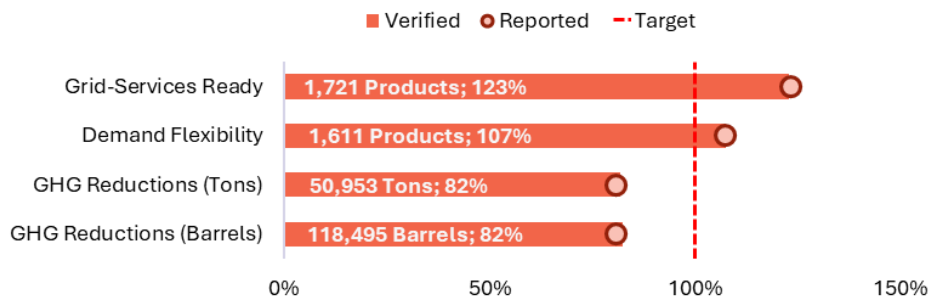 Verified Reported Target
Grid-Services Ready 1,721 Products; 123%
Demand Flexibility 1,611 Products; 107%
GHG Reductions (Tons) 50,953 Tons; 82%
GHG Reductions (Barrels) 118,495 Barrels; 82%
0% 50% 100% 150%